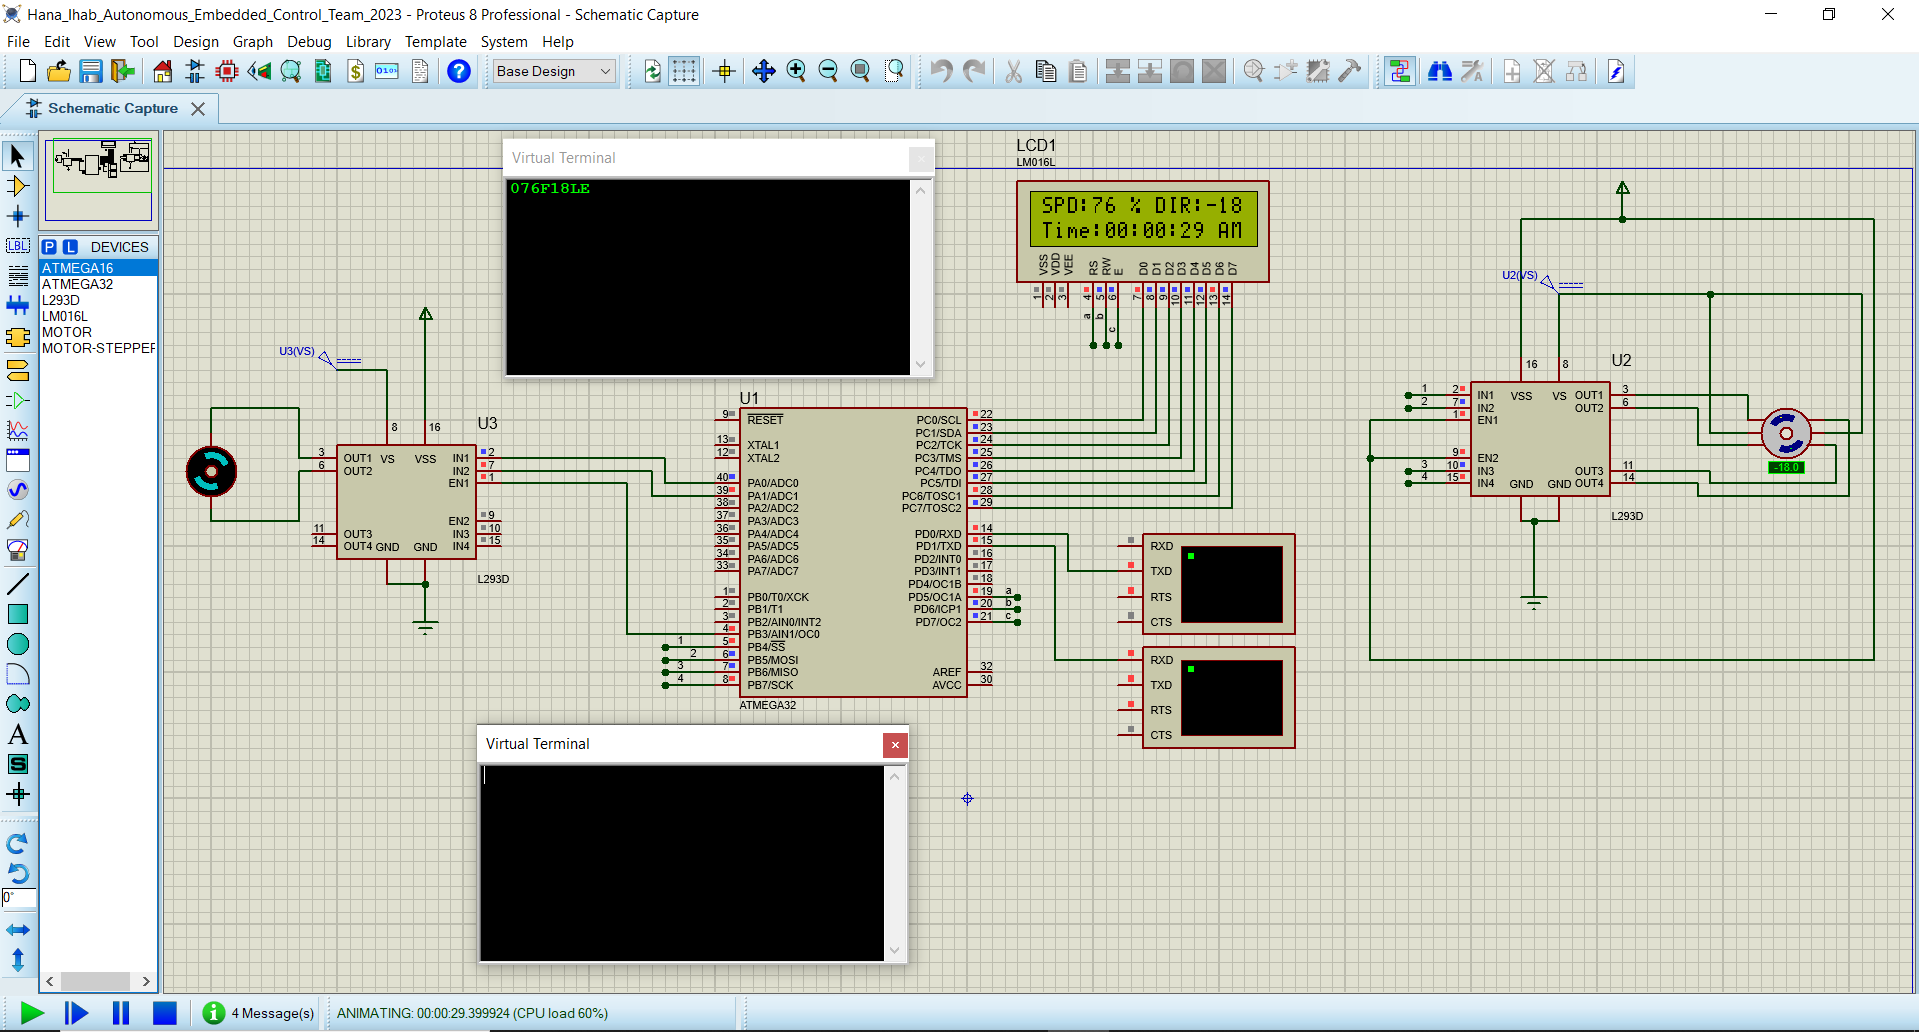 Hana_Ihab_Autonomous_Embedded_Control_Team_2023 - Proteus 8 Professional - Schematic Capture
File Edit View Tool Design Graph Debug Library Template System Help
Base Design
Schematic Capture
P L DEVICES
ATMEGA16
ATMEGA32
L293D
LM016L
MOTOR
MOTOR-STEPPER
LBL
A
S
0°
Virtual Terminal
076F18LE
LCD1
LM016L
SPD:76 % DIR:-18
Time:00:00:29 AM
VSS VDD VEE RS RW E D0 D1 D2 D3 D4 D5 D6 D7
1 2 3 4 5 6 7 8 9 10 11 12 13 14
a b c
U3(VS)
U3
8 16
3 OUT1 VS VSS IN1 2
6 OUT2 IN2 7
EN1 1
EN2 9
11 OUT3 IN3 10
14 OUT4 GND GND IN4 15
L293D
U1
9 RESET PC0/SCL 22
PC1/SDA 23
13 XTAL1 PC2/TCK 24
12 XTAL2 PC3/TMS 25
PC4/TDO 26
40 PA0/ADC0 PC5/TDI 27
39 PA1/ADC1 PC6/TOSC1 28
38 PA2/ADC2 PC7/TOSC2 29
37 PA3/ADC3
36 PA4/ADC4 PD0/RXD 14
35 PA5/ADC5 PD1/TXD 15
34 PA6/ADC6 PD2/INT0 16
33 PA7/ADC7 PD3/INT1 17
PD4/OC1B 18
1 PB0/T0/XCK PD5/OC1A 19 a
2 PB1/T1 PD6/ICP1 20 b
3 PB2/AIN0/INT2 PD7/OC2 21 c
4 PB3/AIN1/OC0
1 5 PB4/SS
2 6 PB5/MOSI
3 7 PB6/MISO AREF 32
4 8 PB7/SCK AVCC 30
ATMEGA32
RXD
TXD
RTS
CTS
RXD
TXD
RTS
CTS
U2(VS)
U2
16 8
1 2 IN1 VSS VS OUT1 3
2 7 IN2 OUT2 6
1 EN1
9 EN2
3 10 IN3 OUT3 11
4 15 IN4 GND GND OUT4 14
L293D
-18.0
Virtual Terminal
4 Message(s)
ANIMATING: 00:00:29.399924 (CPU load 60%)